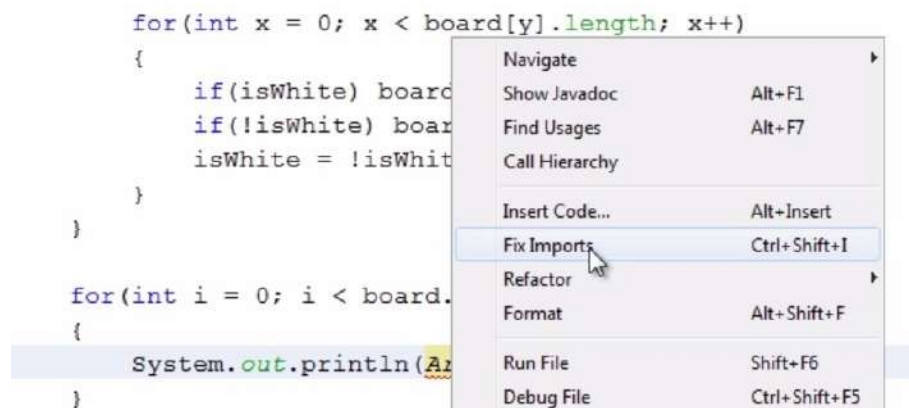 for(int x = 0; x < board[y].length; x++)
{
if(isWhite) board
if(!isWhite) boar
isWhite = !isWhit
}
}
for(int i = 0; i < board.
{
System.out.println(Ar
}
Navigate
Show Javadoc Alt+F1
Find Usages Alt+F7
Call Hierarchy
Insert Code... Alt+Insert
Fix Imports Ctrl+Shift+I
Refactor
Format Alt+Shift+F
Run File Shift+F6
Debug File Ctrl+Shift+F5